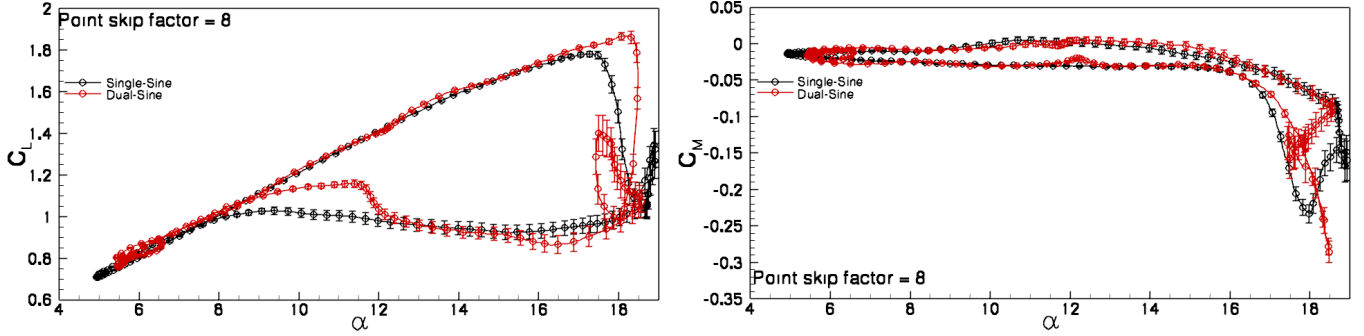 Point skip factor = 8
2
1.8
1.6
1.4
1.2
1
0.8
0.6
C_L
Single-Sine
Dual-Sine
4 6 8 10 12 14 16 18
α
0
-0.05
-0.1
-0.15
-0.2
-0.25
-0.3
-0.35
C_M
Single-Sine
Dual-Sine
Point skip factor = 8
4 6 8 10 12 14 16 18
α